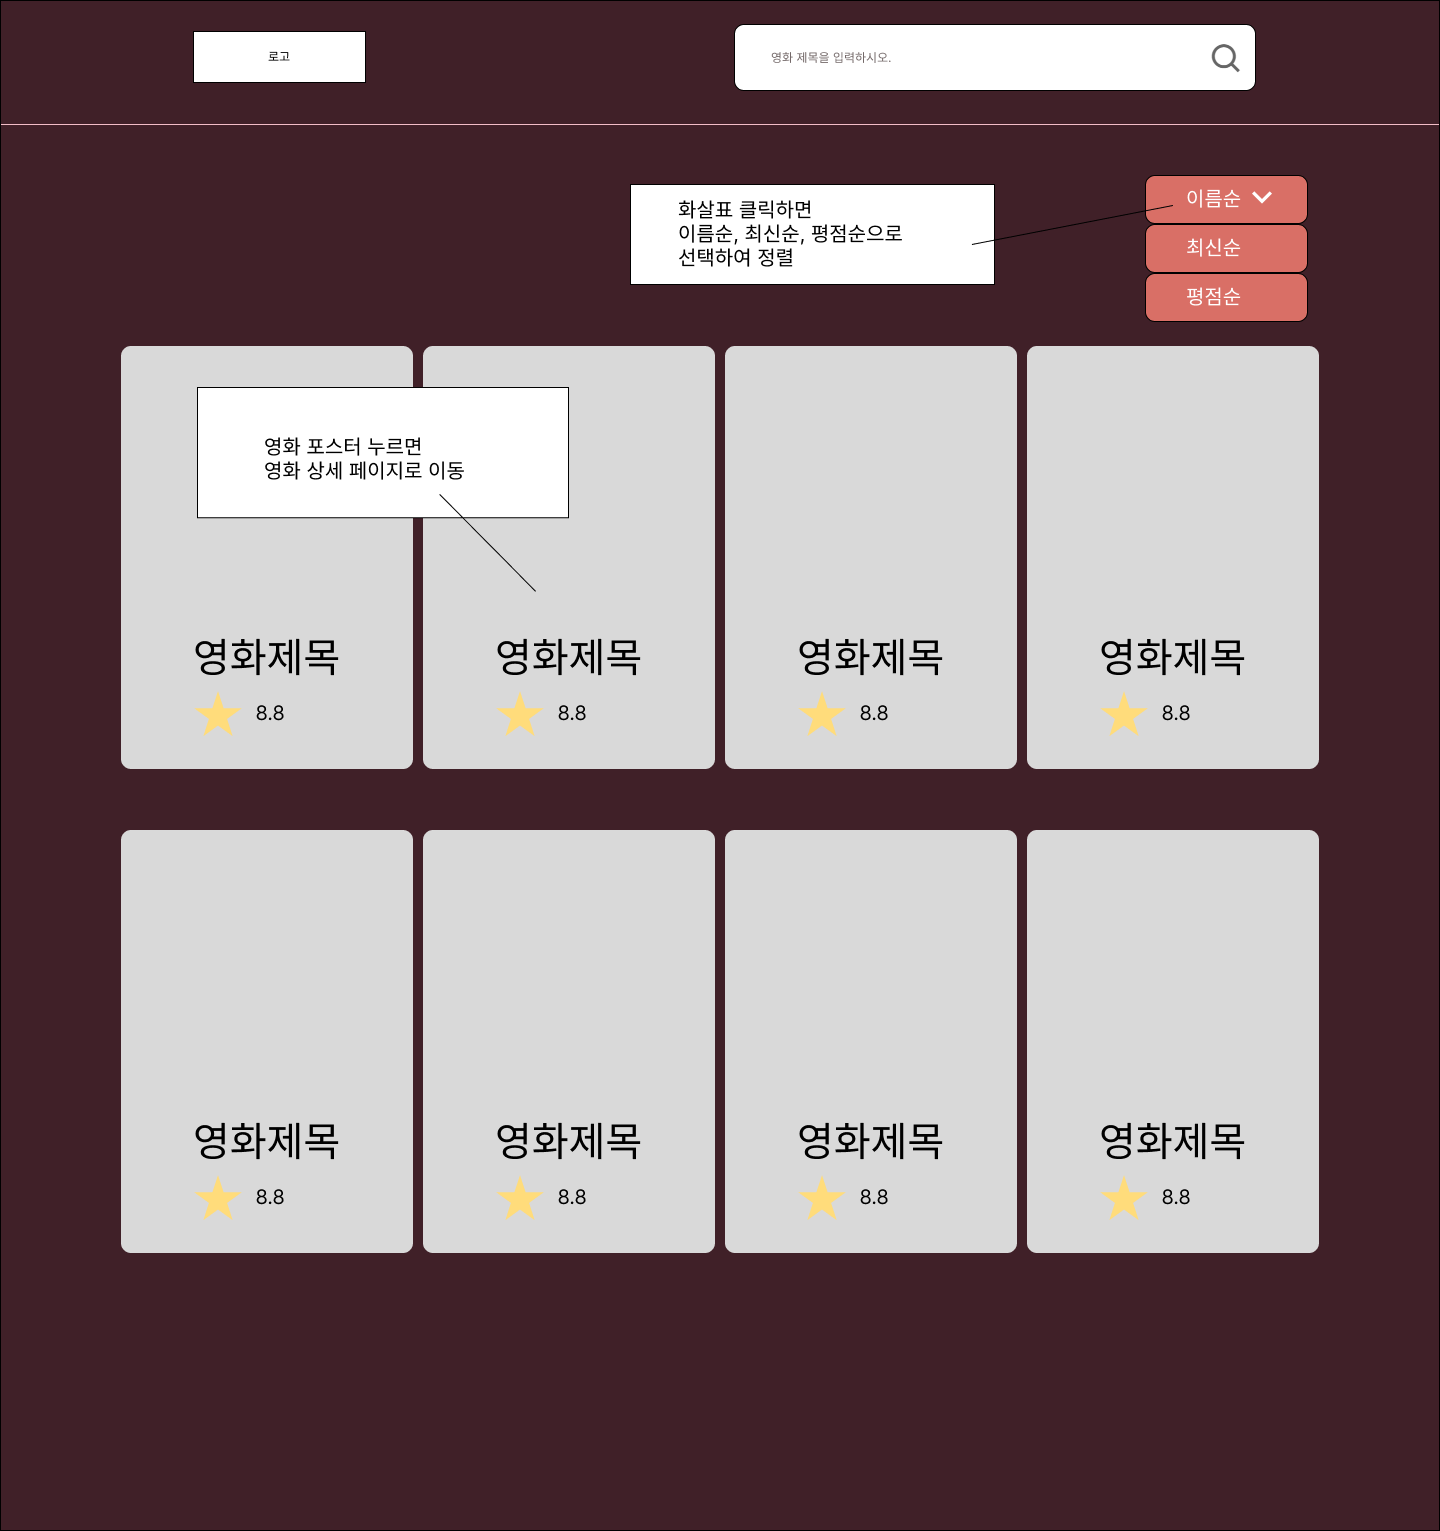 로고
영화 제목을 입력하시오.
이름순
화살표 클릭하면
이름순, 최신순, 평점순으로
선택하여 정렬
최신순
평점순
영화 포스터 누르면
영화 상세 페이지로 이동
영화제목
8.8
영화제목
8.8
영화제목
8.8
영화제목
8.8
영화제목
8.8
영화제목
8.8
영화제목
8.8
영화제목
8.8